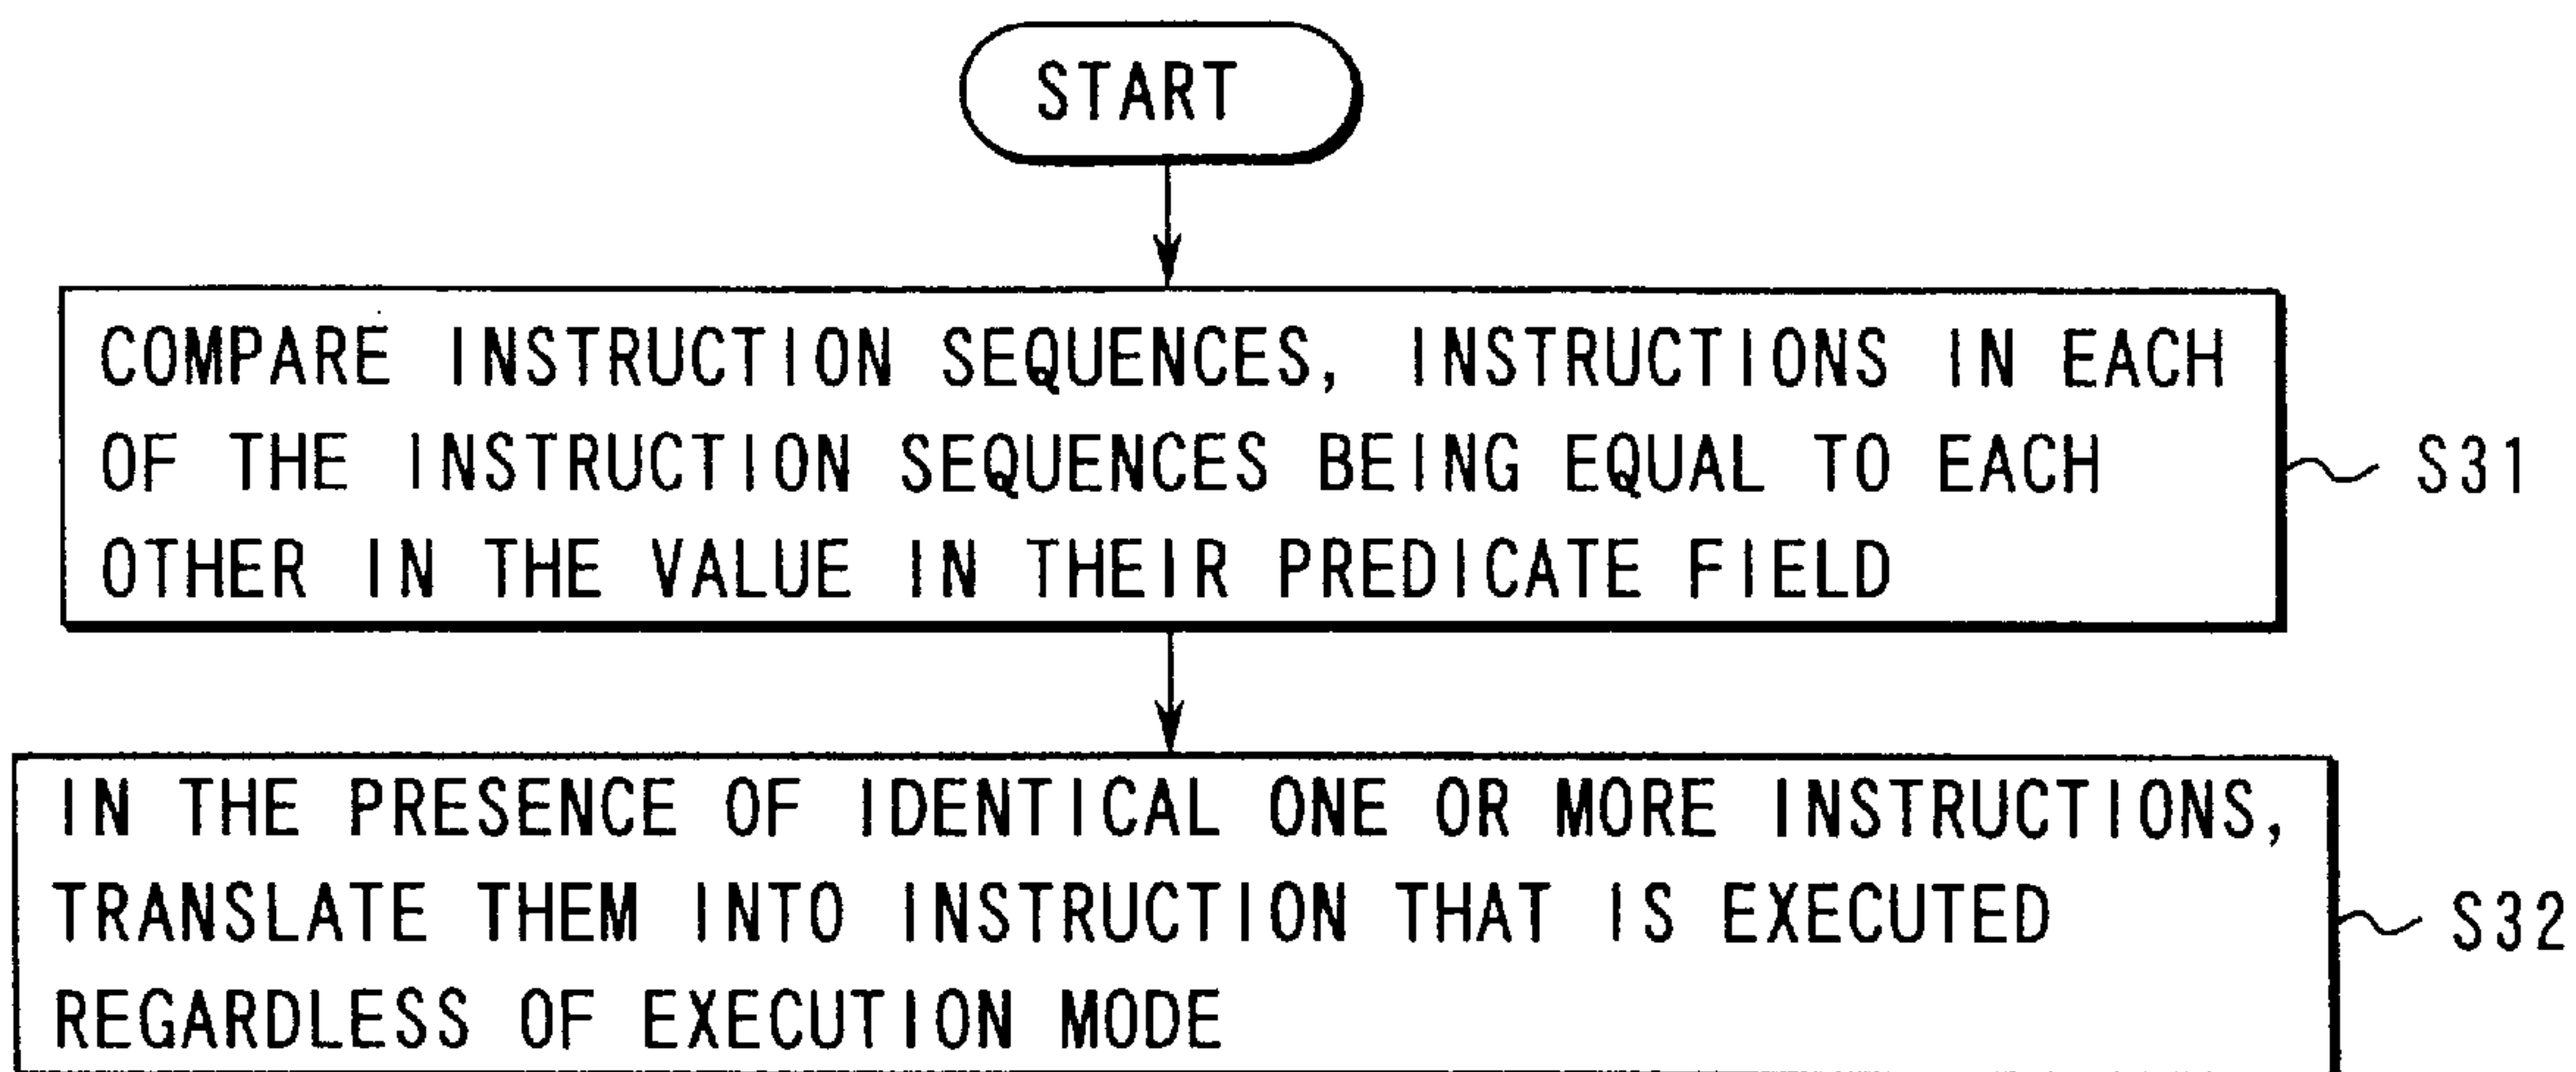 START
COMPARE INSTRUCTION SEQUENCES, INSTRUCTIONS IN EACH
OF THE INSTRUCTION SEQUENCES BEING EQUAL TO EACH
OTHER IN THE VALUE IN THEIR PREDICATE FIELD
S31
IN THE PRESENCE OF IDENTICAL ONE OR MORE INSTRUCTIONS,
TRANSLATE THEM INTO INSTRUCTION THAT IS EXECUTED
REGARDLESS OF EXECUTION MODE
S32